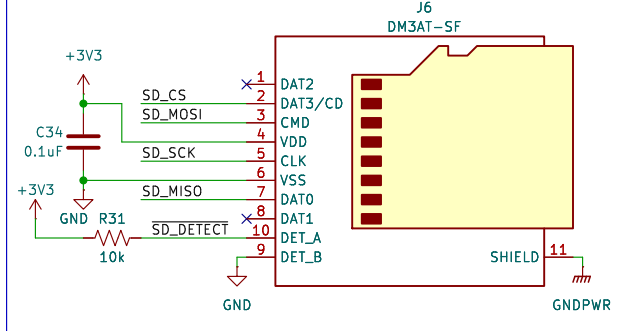 J6
DM3AT-SF
+3V3
1 DAT2
SD_CS 2 DAT3/CD
SD_MOSI 3 CMD
C34 4 VDD
0.1uF SD_SCK 5 CLK
6 VSS
+3V3 SD_MISO 7 DAT0
GND R31 8 DAT1
SD_DETECT 10 DET_A
10k 9 DET_B SHIELD 11
GND GNDPWR